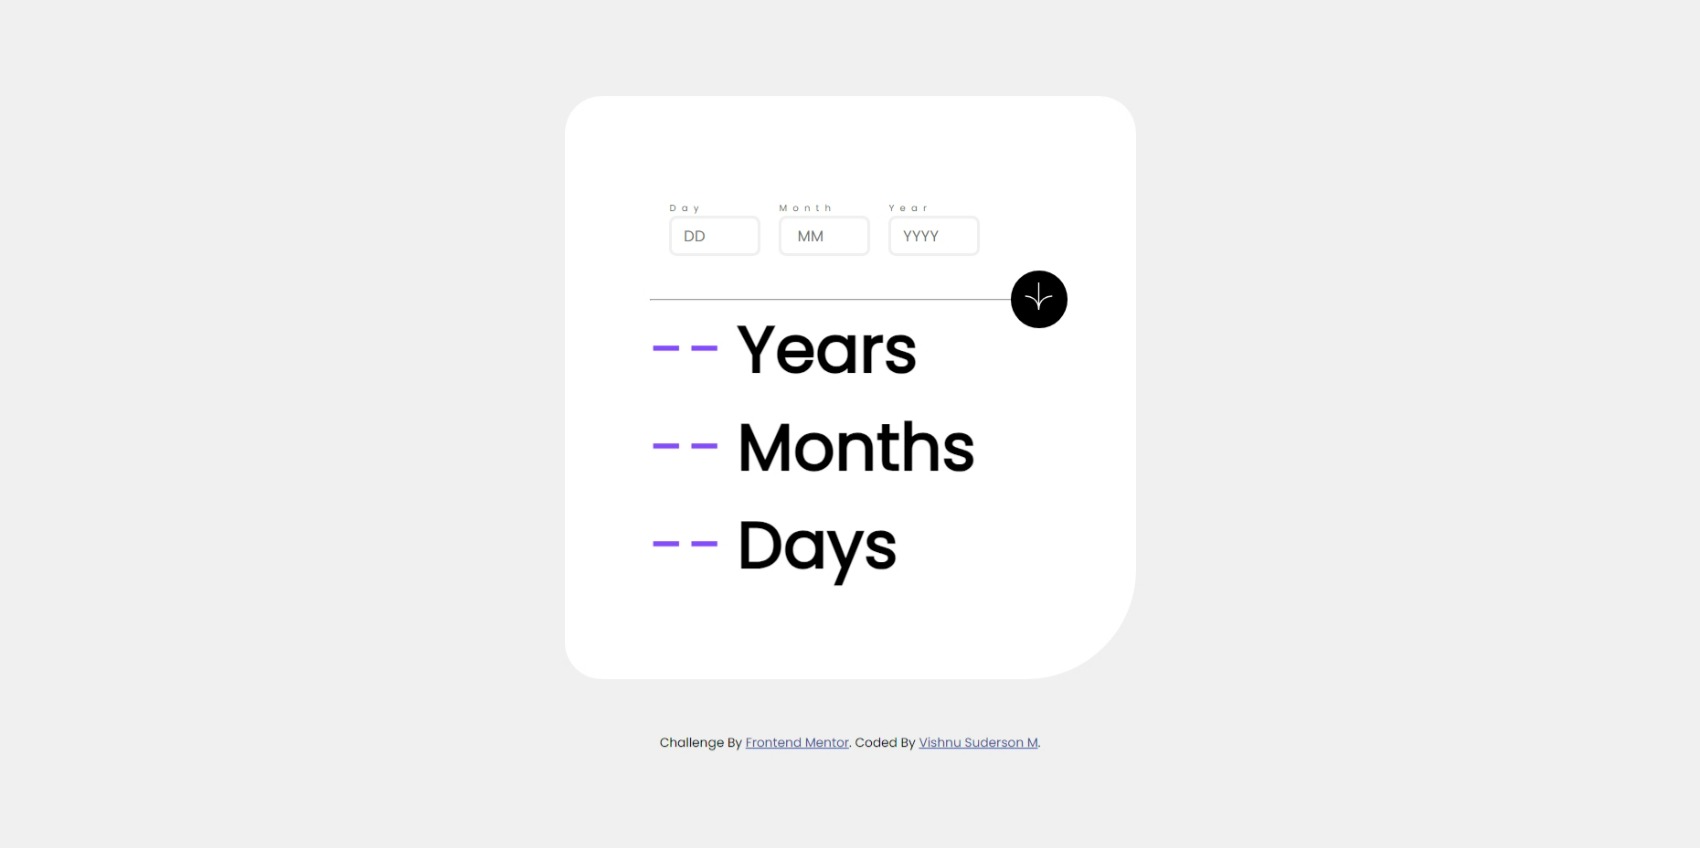 Day Month Year
DD MM YYYY
-- Years
-- Months
-- Days
Challenge By Frontend Mentor. Coded By Vishnu Suderson M.